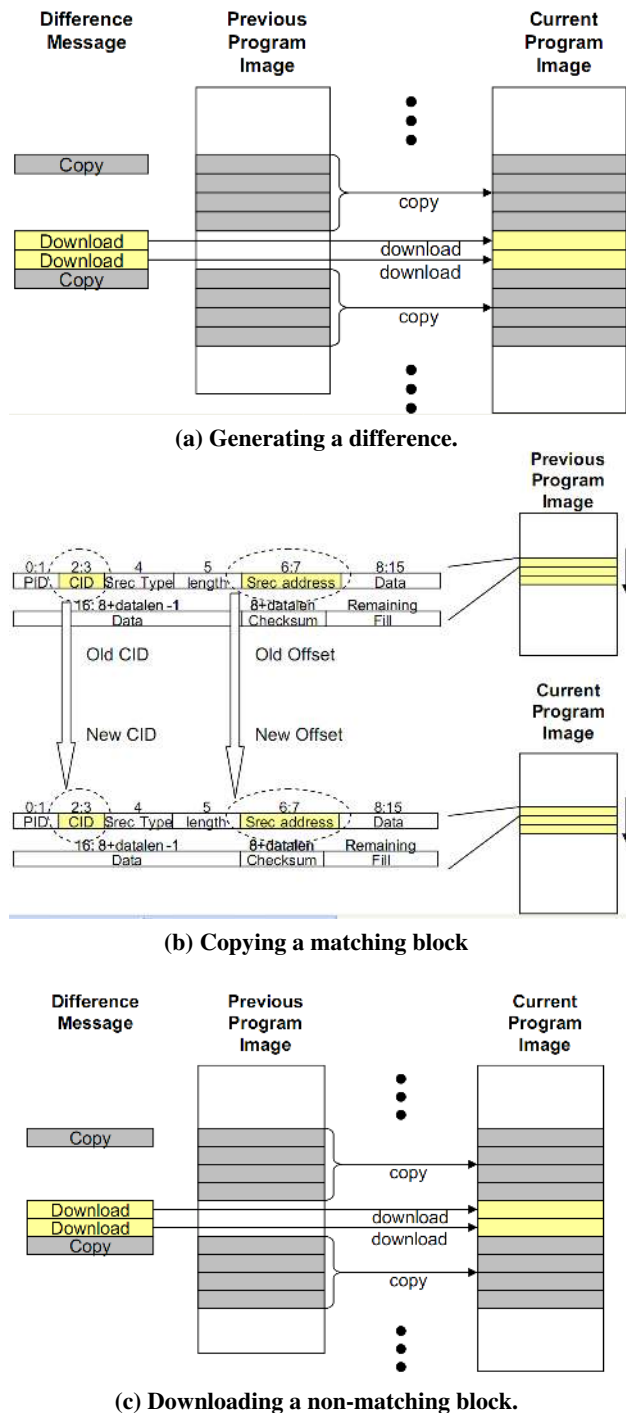 Difference Message
Previous Program Image
Current Program Image
Copy
copy
Download
download
Download
download
Copy
copy
(a) Generating a difference.
Previous Program Image
0:1 2:3 4 5 6:7 8:15
PID CID Srec Type length Srec address Data
16: 8+datalen -1 8+datalen Remaining
Data Checksum Fill
Old CID Old Offset
Current Program Image
New CID New Offset
0:1 2:3 4 5 6:7 8:15
PID CID Srec Type length Srec address Data
16: 8+datalen -1 8+datalen Remaining
Data Checksum Fill
(b) Copying a matching block
Difference Message
Previous Program Image
Current Program Image
Copy
copy
Download
download
Download
download
Copy
copy
(c) Downloading a non-matching block.